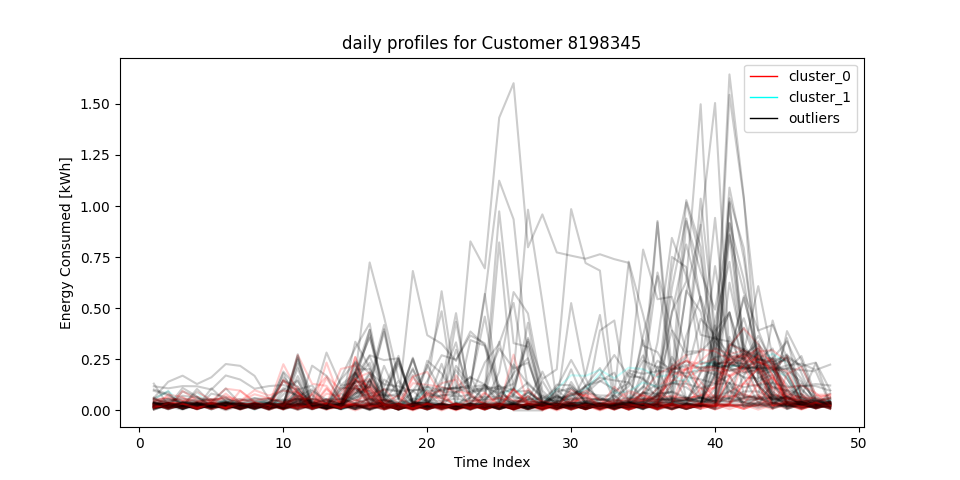 daily profiles for Customer 8198345
cluster_0
cluster_1
outliers
Energy Consumed [kWh]
1.50
1.25
1.00
0.75
0.50
0.25
0.00
0 10 20 30 40 50
Time Index